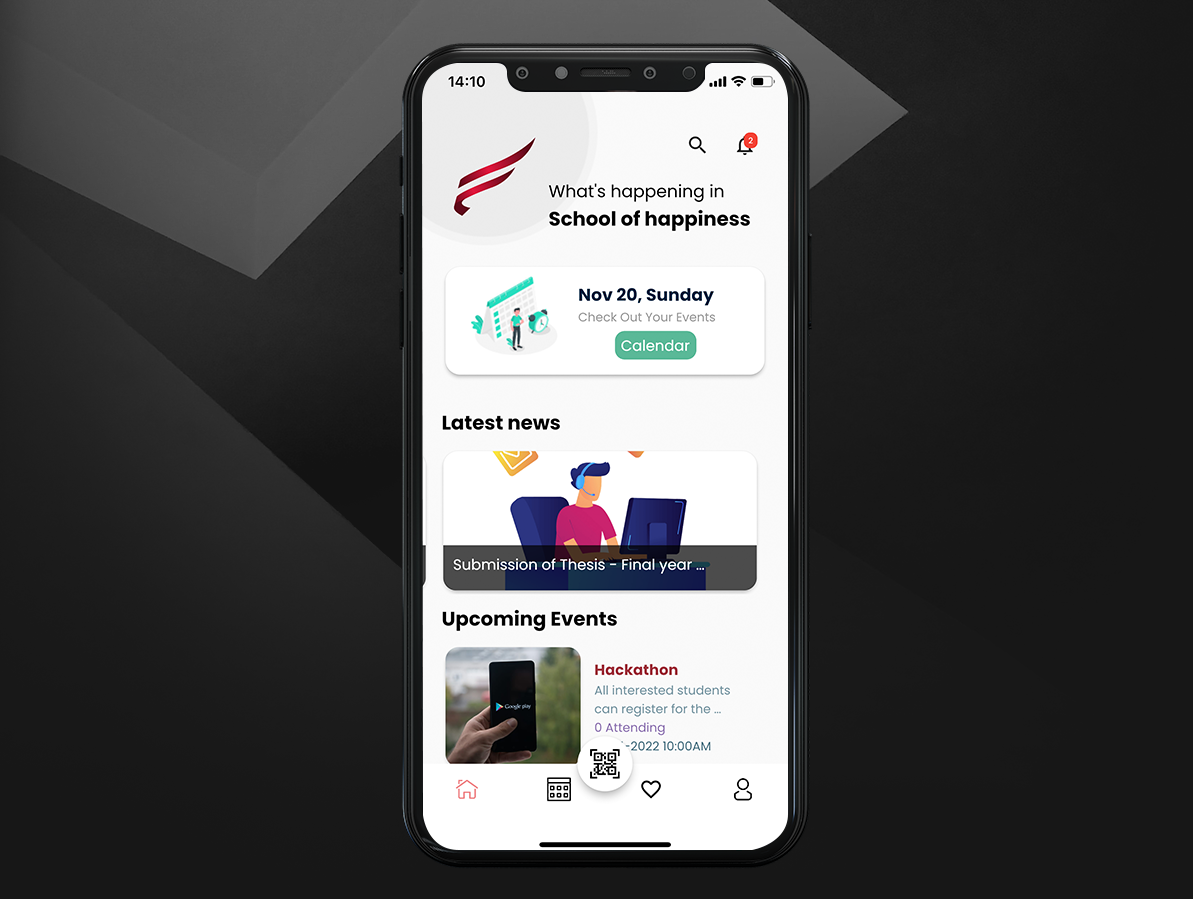 14:10
2
What's happening in
School of happiness
Nov 20, Sunday
Check Out Your Events
Calendar
Latest news
Submission of Thesis - Final year ...
Upcoming Events
Hackathon
Google play
All interested students
can register for the ...
0 Attending
-2022 10:00AM